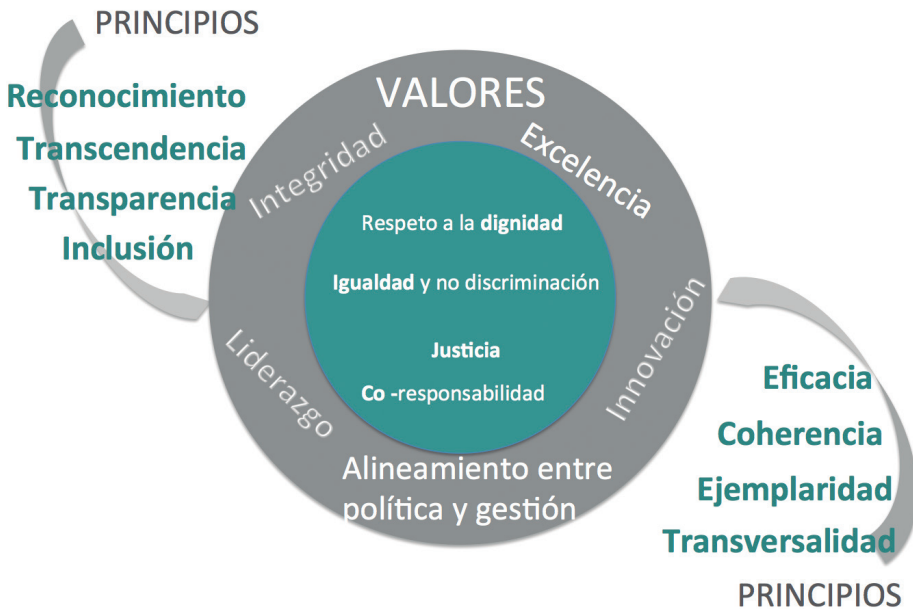 PRINCIPIOS
Reconocimiento
Transcendencia
Transparencia
Inclusión
VALORES
Integridad
Excelencia
Liderazgo
Innovación
Respeto a la dignidad
Igualdad y no discriminación
Justicia
Co -responsabilidad
Alineamiento entre
política y gestión
Eficacia
Coherencia
Ejemplaridad
Transversalidad
PRINCIPIOS